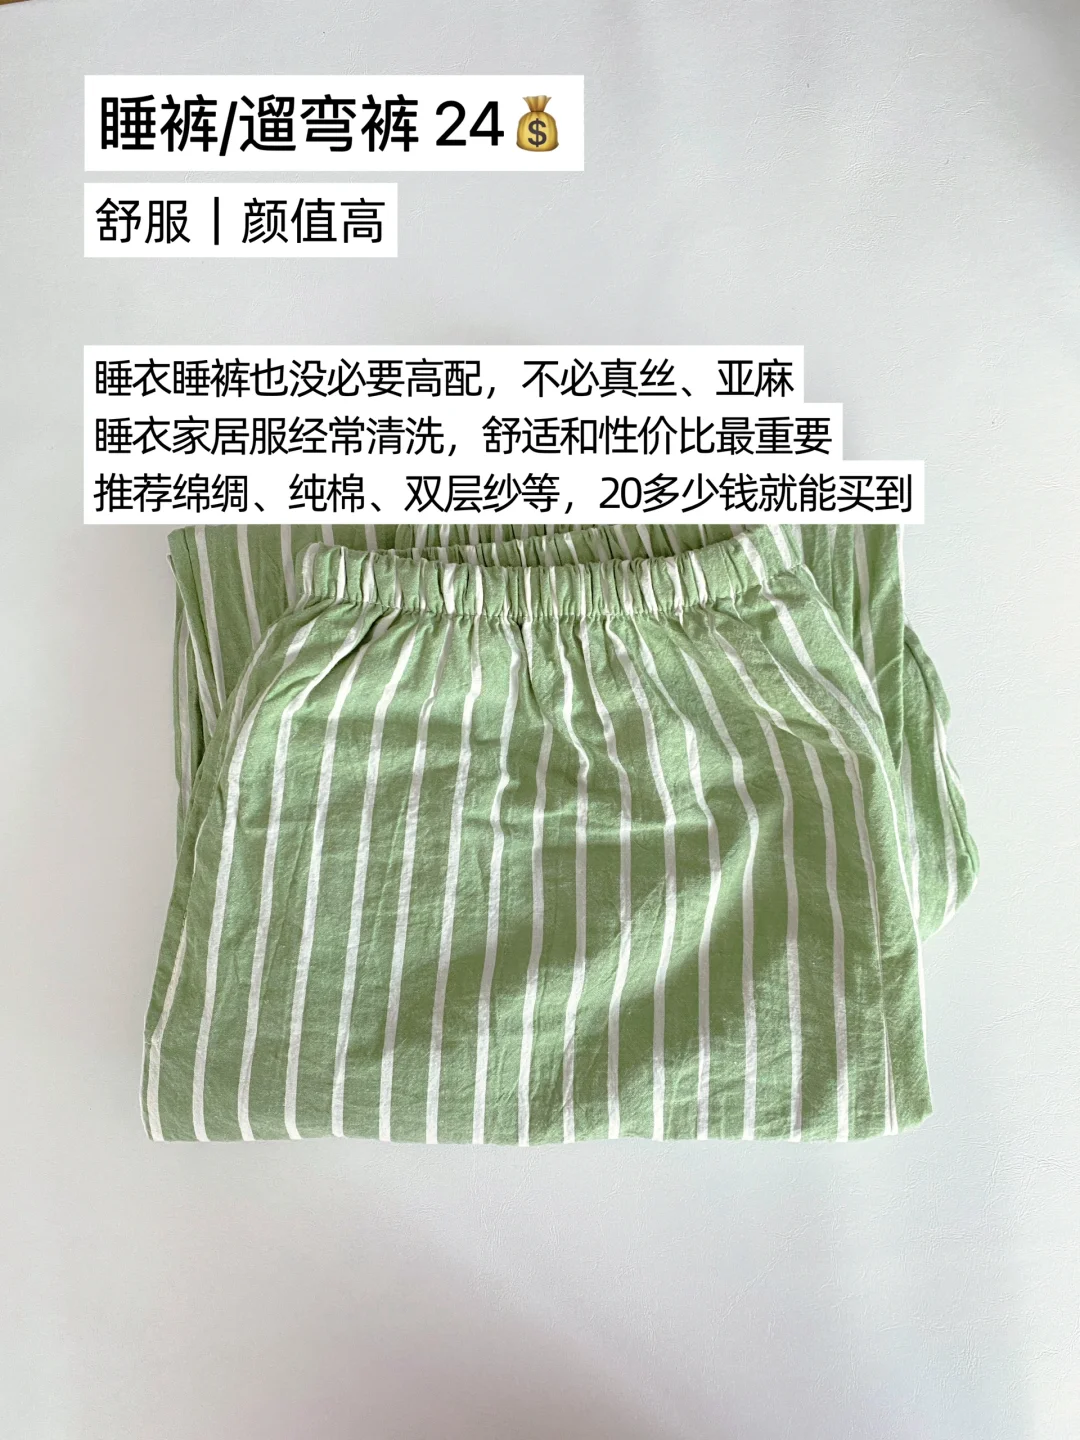 睡裤/遛弯裤 24💰
舒服｜颜值高
睡衣睡裤也没必要高配，不必真丝、亚麻
睡衣家居服经常清洗，舒适和性价比最重要
推荐绵绸、纯棉、双层纱等，20多少钱就能买到